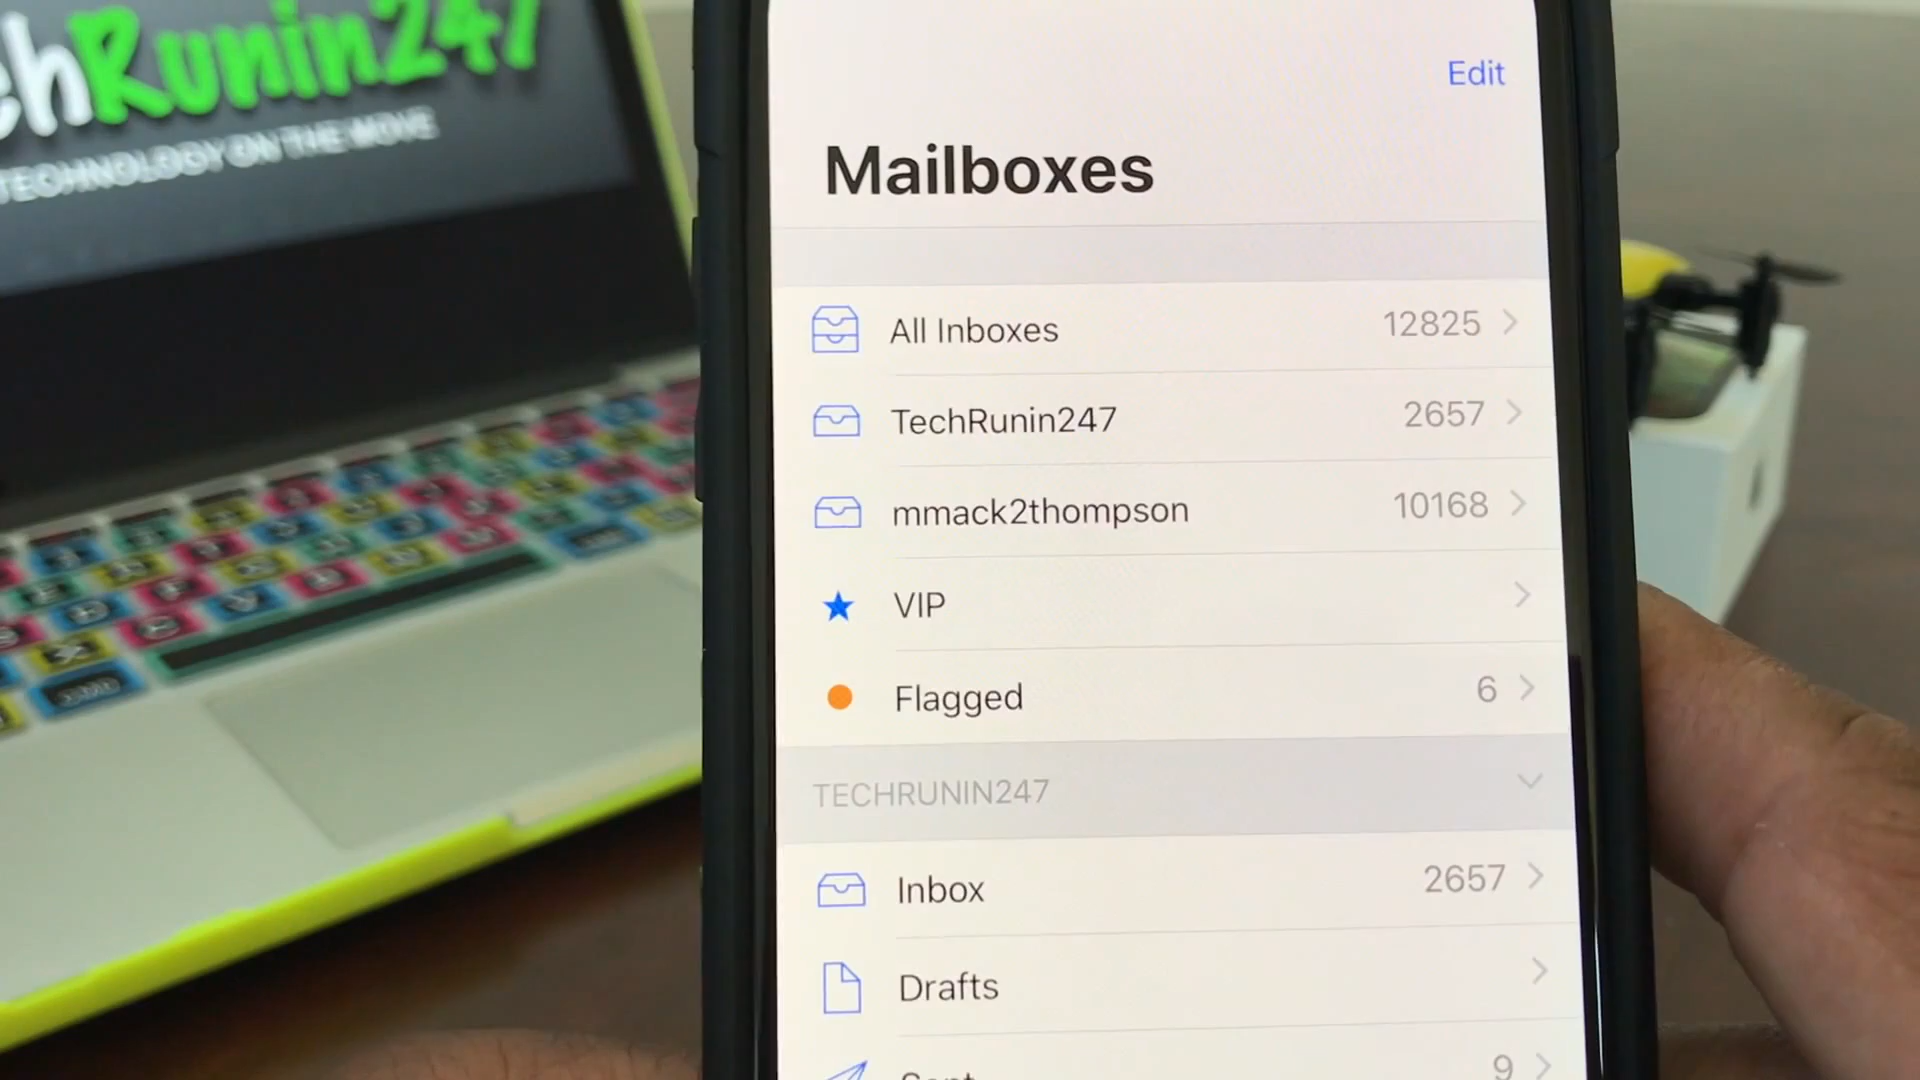 chRunin247
TECHNOLOGY ON THE MOVE
Edit
Mailboxes
All Inboxes 12825
TechRunin247 2657
mmack2thompson 10168
VIP
Flagged 6
TECHRUNIN247
Inbox 2657
Drafts
Sent 9